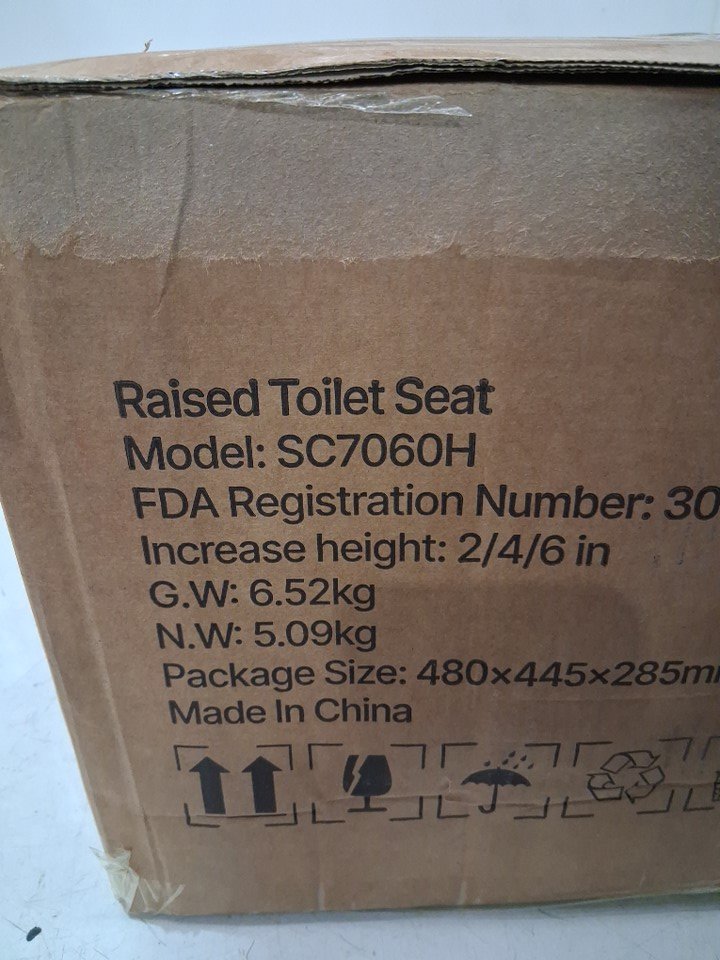 Raised Toilet Seat
Model: SC7060H
FDA Registration Number: 30
Increase height: 2/4/6 in
G.W: 6.52kg
N.W: 5.09kg
Package Size: 480×445×285m
Made In China